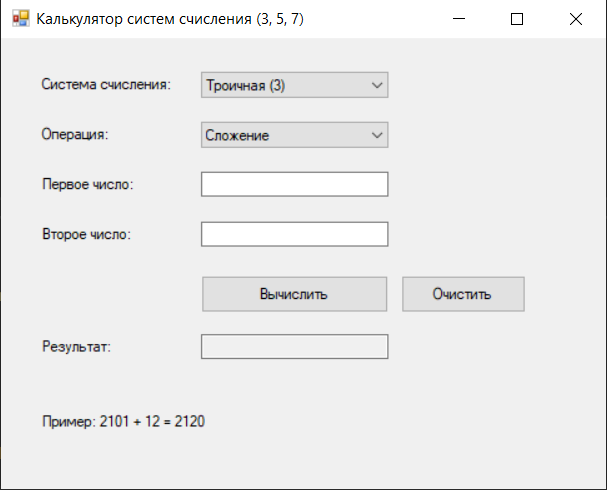 Калькулятор систем счисления (3, 5, 7)
Система счисления: Троичная (3)
Операция: Сложение
Первое число:
Второе число:
Вычислить Очистить
Результат:
Пример: 2101 + 12 = 2120